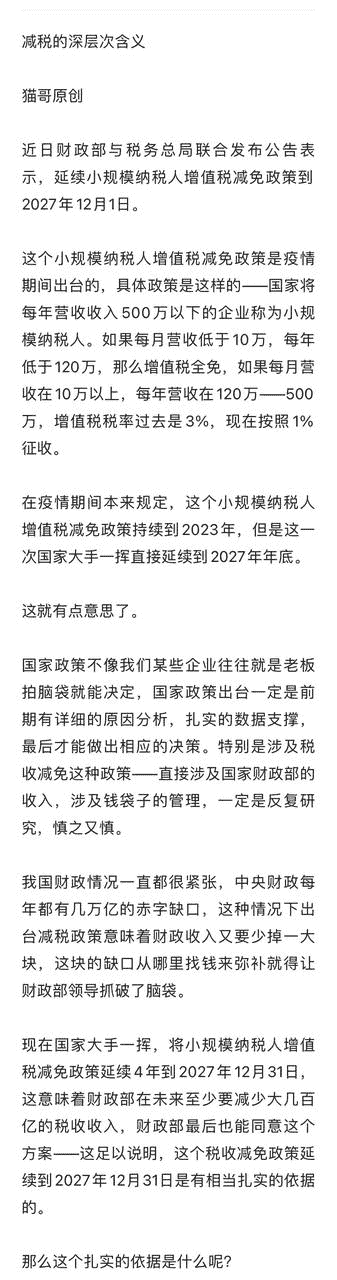 减税的深层次含义
猫哥原创
近日财政部与税务总局联合发布公告表
示，延续小规模纳税人增值税减免政策到
2027年12月1日。
这个小规模纳税人增值税减免政策是疫情
期间出台的，具体政策是这样的——国家将
每年营收收入500万以下的企业称为小规
模纳税人。如果每月营收低于10万，每年
低于120万，那么增值税全免，如果每月营
收在10万以上，每年营收在120万——500
万，增值税税率过去是3%，现在按照1%
征收。
在疫情期间本来规定，这个小规模纳税人
增值税减免政策持续到2023年，但是这一
次国家大手一挥直接延续到2027年年底。
这就有点意思了。
国家政策不像我们某些企业往往就是老板
拍脑袋就能决定，国家政策出台一定是前
期有详细的原因分析，扎实的数据支撑，
最后才能做出相应的决策。特别是涉及税
收减免这种政策——直接涉及国家财政部的
收入，涉及钱袋子的管理，一定是反复研
究，慎之又慎。
我国财政情况一直都很紧张，中央财政每
年都有几万亿的赤字缺口，这种情况下出
台减税政策意味着财政收入又要少掉一大
块，这块的缺口从哪里找钱来弥补就得让
财政部领导抓破了脑袋。
现在国家大手一挥，将小规模纳税人增值
税减免政策延续4年到2027年12月31日，
这意味着财政部在未来至少要减少大几百
亿的税收收入，财政部最后也能同意这个
方案——这足以说明，这个税收减免政策延
续到2027年12月31日是有相当扎实的依据
的。
那么这个扎实的依据是什么呢？